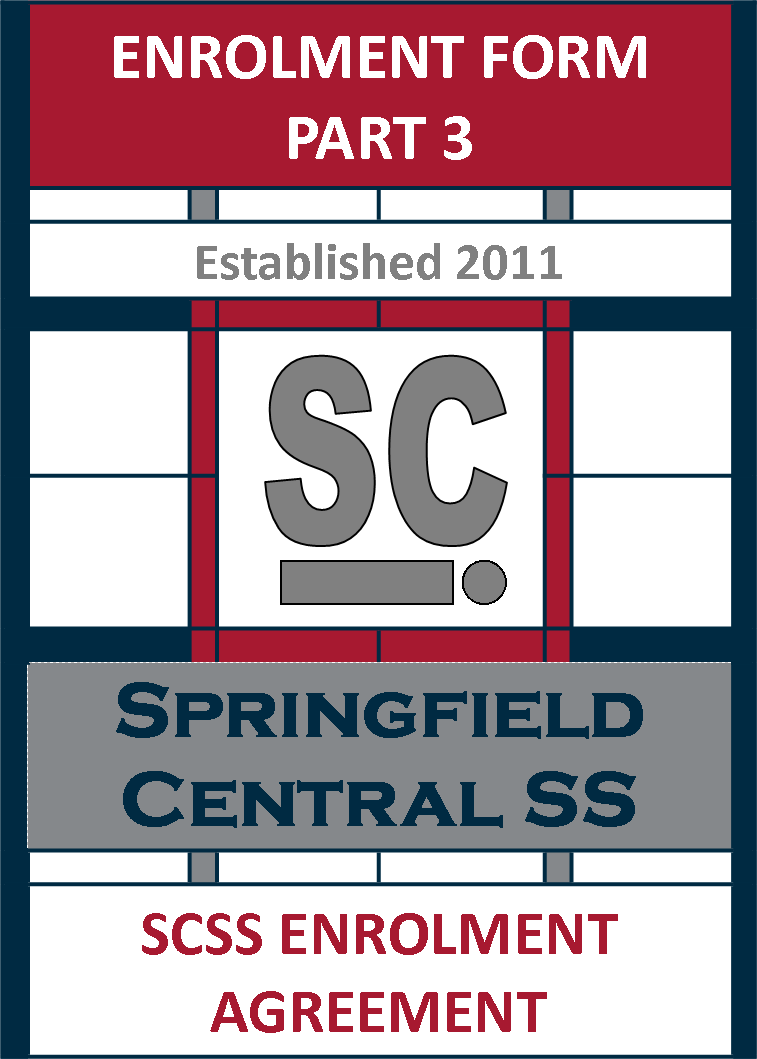 ENROLMENT FORM
PART 3
Established 2011
SC
SPRINGFIELD
CENTRAL SS
SCSS ENROLMENT
AGREEMENT